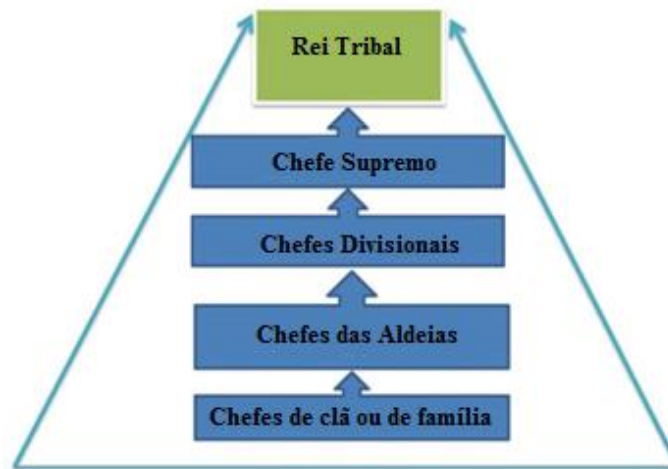 Rei Tribal
Chefe Supremo
Chefes Divisionais
Chefes das Aldeias
Chefes de clã ou de família